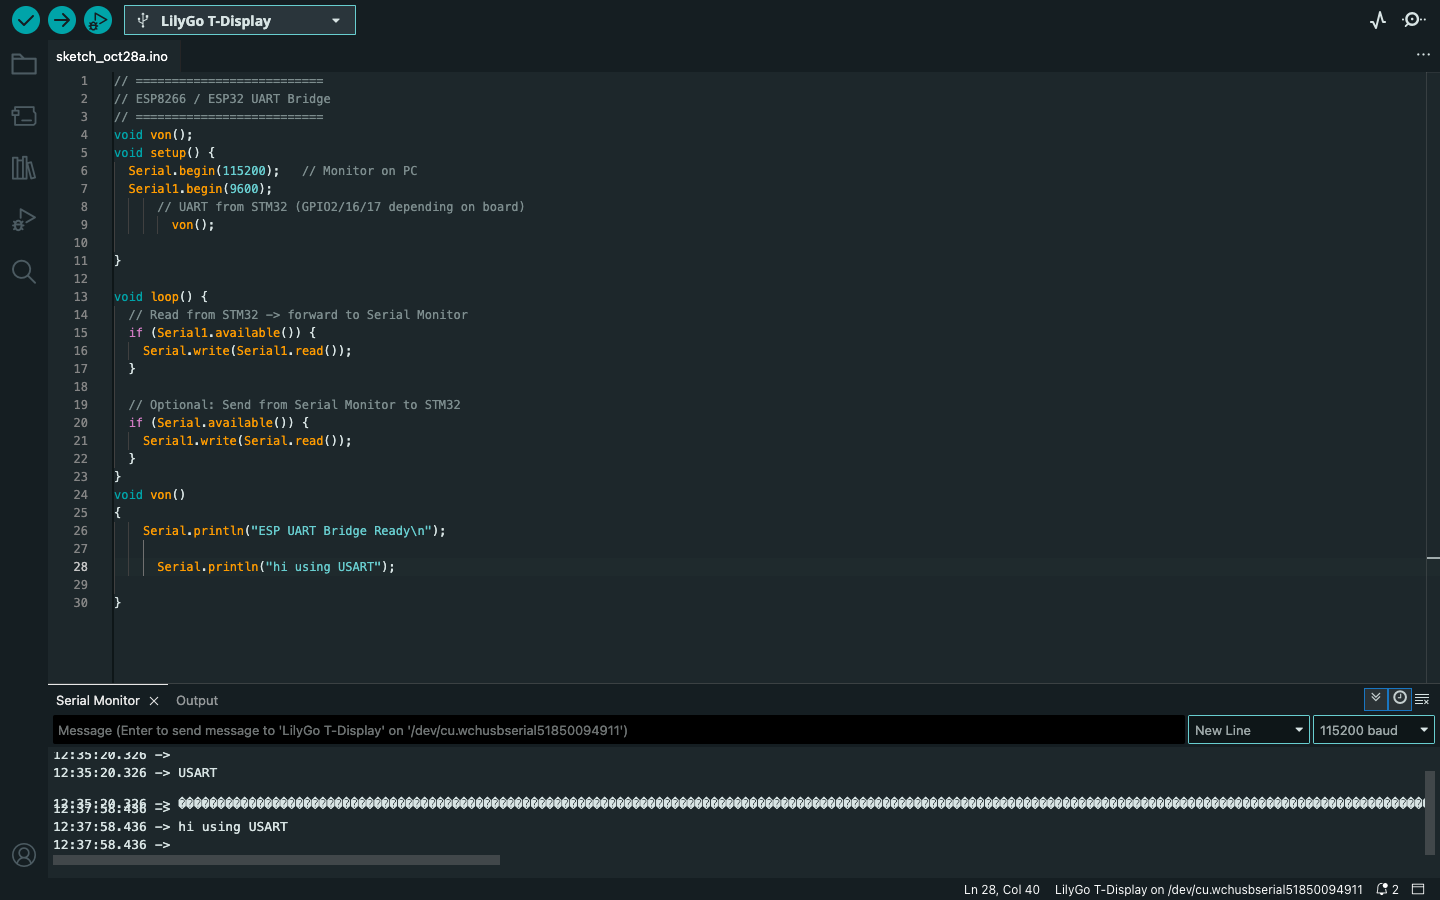 LilyGo T-Display
sketch_oct28a.ino
1 // ==========================
2 // ESP8266 / ESP32 UART Bridge
3 // ==========================
4 void von();
5 void setup() {
6 Serial.begin(115200);   // Monitor on PC
7 Serial1.begin(9600);
8 // UART from STM32 (GPIO2/16/17 depending on board)
9 von();
10
11 }
12
13 void loop() {
14 // Read from STM32 -> forward to Serial Monitor
15 if (Serial1.available()) {
16 Serial.write(Serial1.read());
17 }
18
19 // Optional: Send from Serial Monitor to STM32
20 if (Serial.available()) {
21 Serial1.write(Serial.read());
22 }
23 }
24 void von()
25 {
26 Serial.println("ESP UART Bridge Ready\n");
27
28 Serial.println("hi using USART");
29
30 }
Serial Monitor Output
Message (Enter to send message to 'LilyGo T-Display' on '/dev/cu.wchusbserial51850094911') New Line 115200 baud
12:35:20.326 ->
12:35:20.326 -> USART
12:35:20.326 ->
12:37:58.436 ->
12:37:58.436 -> hi using USART
12:37:58.436 ->
Ln 28, Col 40 LilyGo T-Display on /dev/cu.wchusbserial51850094911 2